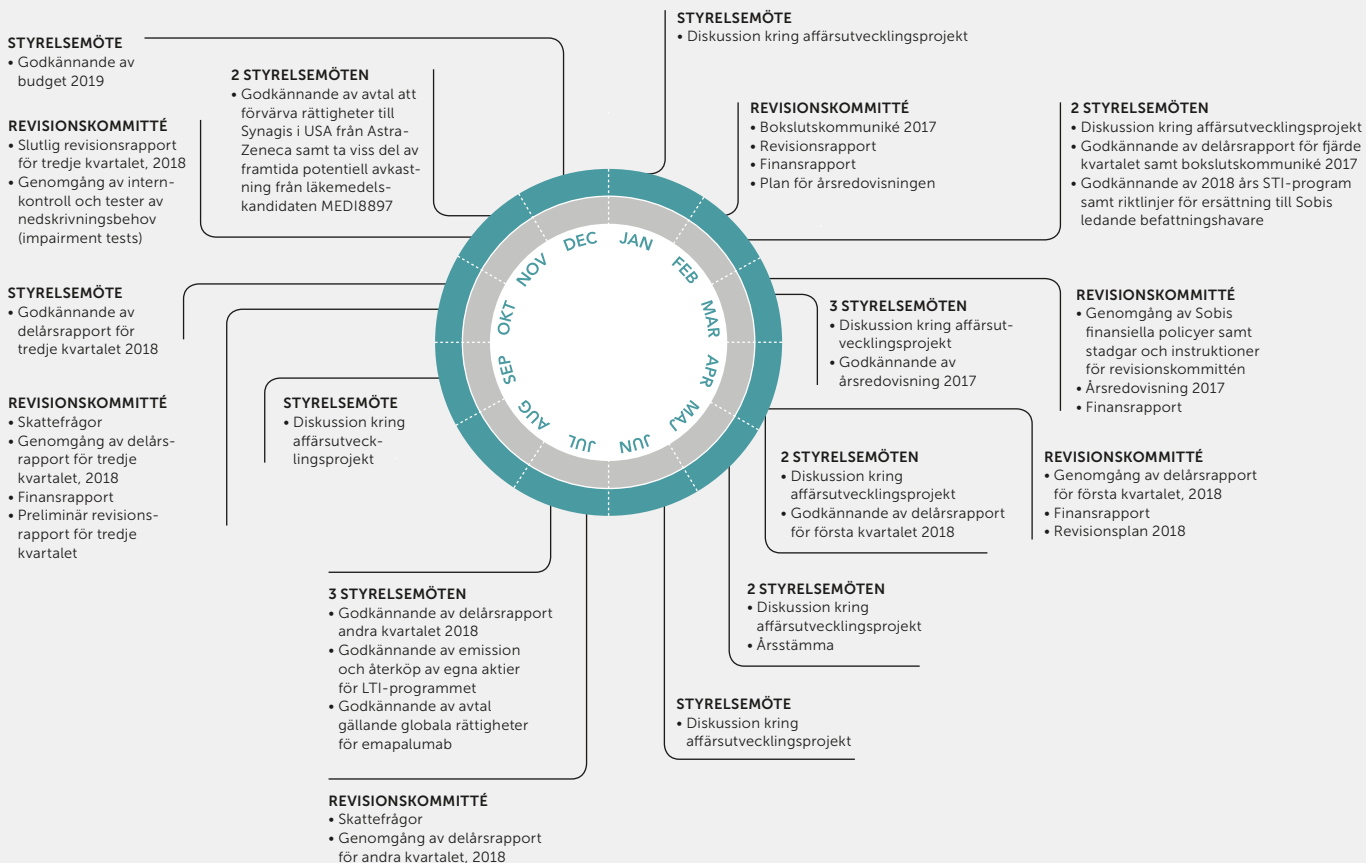 STYRELSEMÖTE
• Diskussion kring affärsutvecklingsprojekt
REVISIONSKOMMITTÉ
• Bokslutskommuniké 2017
• Revisionsrapport
• Finansrapport
• Plan för årsredovisningen
2 STYRELSEMÖTEN
• Diskussion kring affärsutvecklingsprojekt
• Godkännande av delårsrapport för fjärde
kvartalet samt bokslutskommuniké 2017
• Godkännande av 2018 års STI-program
samt riktlinjer för ersättning till Sobis
ledande befattningshavare
REVISIONSKOMMITTÉ
• Genomgång av Sobis
finansiella policyer samt
stadgar och instruktioner
för revisionskommittén
• Årsredovisning 2017
• Finansrapport
3 STYRELSEMÖTEN
• Diskussion kring affärsut-
vecklingsprojekt
• Godkännande av
årsredovisning 2017
REVISIONSKOMMITTÉ
• Genomgång av delårsrapport
för första kvartalet, 2018
• Finansrapport
• Revisionsplan 2018
2 STYRELSEMÖTEN
• Diskussion kring
affärsutvecklingsprojekt
• Godkännande av delårsrapport
för första kvartalet 2018
2 STYRELSEMÖTEN
• Diskussion kring
affärsutvecklingsprojekt
• Årsstämma
STYRELSEMÖTE
• Diskussion kring
affärsutvecklingsprojekt
REVISIONSKOMMITTÉ
• Skattefrågor
• Genomgång av delårsrapport
för andra kvartalet, 2018
3 STYRELSEMÖTEN
• Godkännande av delårsrapport
andra kvartalet 2018
• Godkännande av emission
och återköp av egna aktier
för LTI-programmet
• Godkännande av avtal
gällande globala rättigheter
för emapalumab
STYRELSEMÖTE
• Diskussion kring
affärsutveck-
lingsprojekt
REVISIONSKOMMITTÉ
• Skattefrågor
• Genomgång av delårs-
rapport för tredje
kvartalet, 2018
• Finansrapport
• Preliminär revisions-
rapport för tredje
kvartalet
STYRELSEMÖTE
• Godkännande av
delårsrapport för
tredje kvartalet 2018
REVISIONSKOMMITTÉ
• Slutlig revisionsrapport
för tredje kvartalet, 2018
• Genomgång av intern-
kontroll och tester av
nedskrivningsbehov
(impairment tests)
2 STYRELSEMÖTEN
• Godkännande av avtal att
förvärva rättigheter till
Synagis i USA från Astra-
Zeneca samt ta viss del av
framtida potentiell avkast-
ning från läkemedels-
kandidaten MEDI8897
STYRELSEMÖTE
• Godkännande av
budget 2019
JAN
FEB
MAR
APR
MAJ
JUN
JUL
AUG
SEP
OKT
NOV
DEC